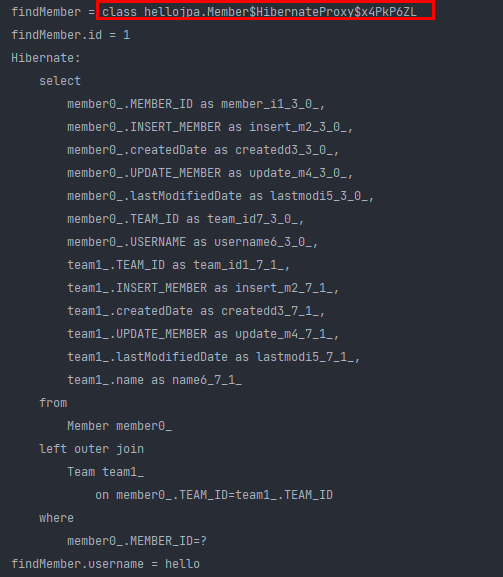 findMember = class hellojpa.Member$HibernateProxy$x4PkP6ZL
findMember.id = 1
Hibernate:
    select
        member0_.MEMBER_ID as member_i1_3_0_,
        member0_.INSERT_MEMBER as insert_m2_3_0_,
        member0_.createdDate as createdd3_3_0_,
        member0_.UPDATE_MEMBER as update_m4_3_0_,
        member0_.lastModifiedDate as lastmodi5_3_0_,
        member0_.TEAM_ID as team_id7_3_0_,
        member0_.USERNAME as username6_3_0_,
        team1_.TEAM_ID as team_id1_7_1_,
        team1_.INSERT_MEMBER as insert_m2_7_1_,
        team1_.createdDate as createdd3_7_1_,
        team1_.UPDATE_MEMBER as update_m4_7_1_,
        team1_.lastModifiedDate as lastmodi5_7_1_,
        team1_.name as name6_7_1_
    from
        Member member0_
    left outer join
        Team team1_
            on member0_.TEAM_ID=team1_.TEAM_ID
    where
        member0_.MEMBER_ID=?
findMember.username = hello